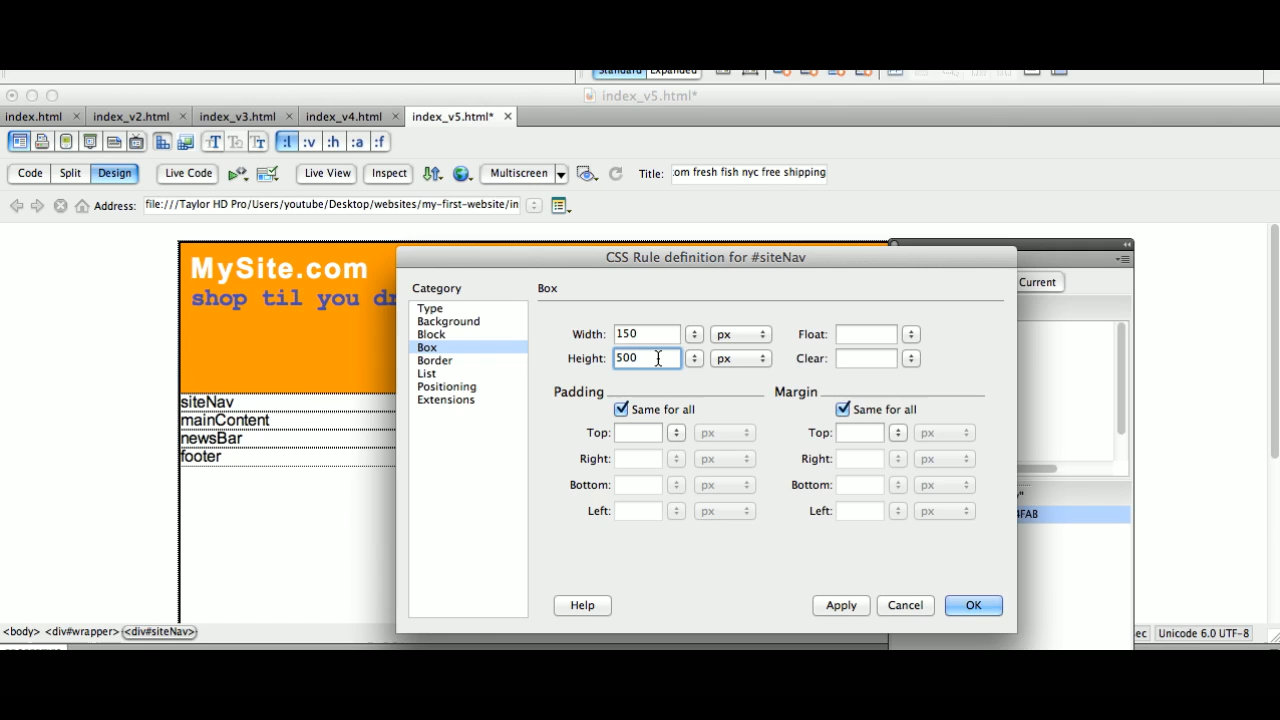 Standard Expanded
index_v5.html*
index.html index_v2.html index_v3.html index_v4.html index_v5.html*
:l :v :h :a :f
Code Split Design Live Code Live View Inspect Multiscreen Title: om fresh fish nyc free shipping
Address: file:///Taylor HD Pro/Users/youtube/Desktop/websites/my-first-website/in
MySite.com
shop til you dr
siteNav
mainContent
newsBar
footer
CSS Rule definition for #siteNav
Category
Type
Background
Block
Box
Border
List
Positioning
Extensions
Box
Width: 150 px Float:
Height: 500 px Clear:
Padding Margin
Same for all Same for all
Top: px Top: px
Right: px Right: px
Bottom: px Bottom: px
Left: px Left: px
Help Apply Cancel OK
Current
y"
4FAB
<body> <div#wrapper> <div#siteNav>
ec Unicode 6.0 UTF-8